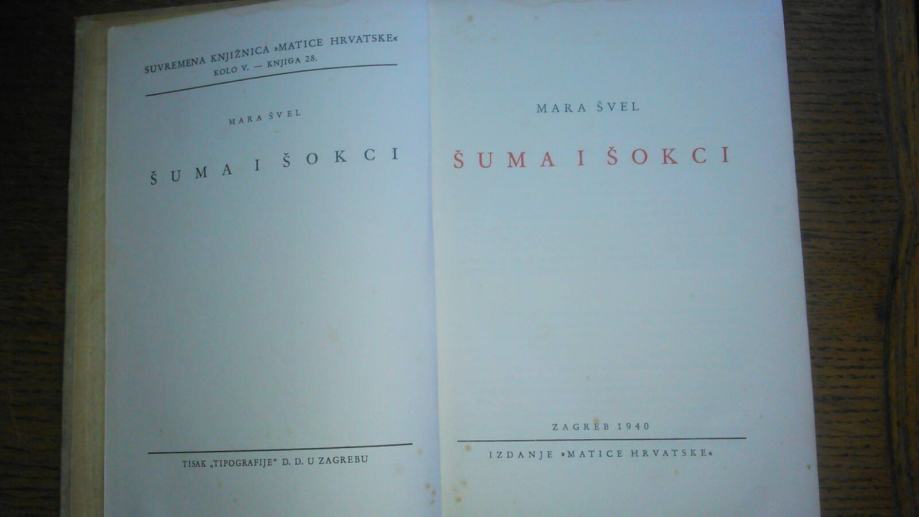 SUVREMENA KNJIŽNICA »MATICE HRVATSKE«
KOLO V. — KNJIGA 28.
MARA ŠVEL
ŠUMA I ŠOKCI
TISAK „TIPOGRAFIJE" D. D. U ZAGREBU
MARA ŠVEL
ŠUMA I ŠOKCI
ZAGREB 1940
IZDANJE »MATICE HRVATSKE«